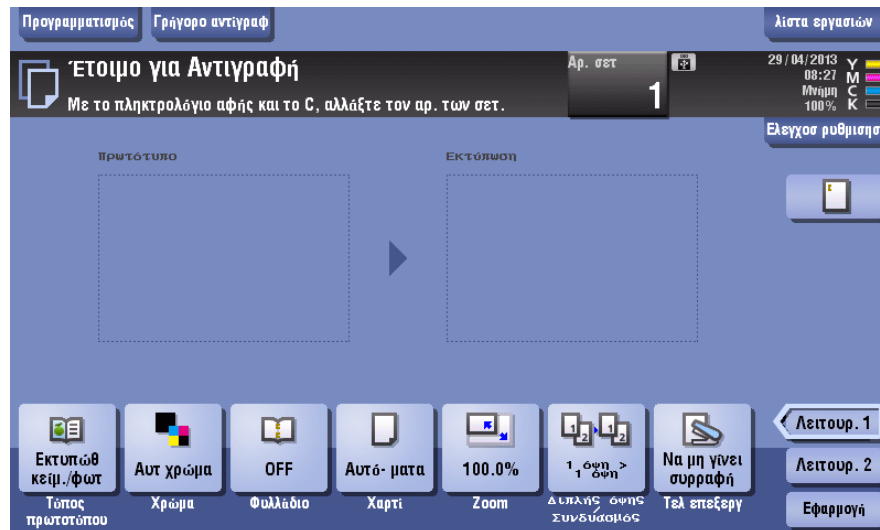 Προγραμματισμός Γρήγορο αντίγραφ λίστα εργασιών
Έτοιμο για Αντιγραφή
Με το πληκτρολόγιο αφής και το C, αλλάξτε τον αρ. των σετ.
Αρ. σετ
1
29/04/2013
08:27
Μνήμη
100%
Y
M
C
K
Ελεγχοσ ρυθμισησ
Πρωτότυπο Εκτύπωση
Εκτυπώθ
κείμ./φωτ
Αυτ χρώμα
OFF
Αυτό- ματα
100.0%
1 όψη >
1 όψη
Να μη γίνει
συρραφή
Τύπος
πρωτοτύπου
Χρώμα
Φυλλάδιο
Χαρτί
Zoom
Διπλής όψης
/
Συνδυασμός
Τελ επεξεργ
Λειτουρ. 1
Λειτουρ. 2
Εφαρμογή